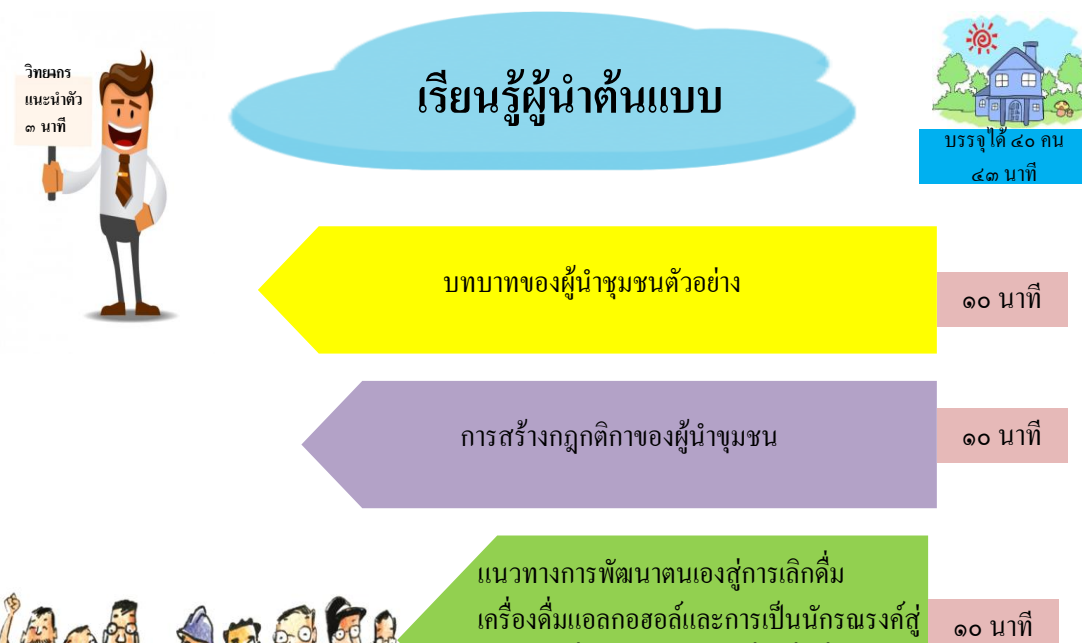 วิทยากร
แนะนำตัว
๓ นาที
เรียนรู้ผู้นำต้นแบบ
บรรจุได้ ๔๐ คน
๔๓ นาที
บทบาทของผู้นำชุมชนตัวอย่าง
๑๐ นาที
การสร้างกฎกติกาของผู้นำขุมชน
๑๐ นาที
แนวทางการพัฒนาตนเองสู่การเลิกดื่ม
เครื่องดื่มแอลกอฮอล์และการเป็นนักรณรงค์สู่
๑๐ นาที